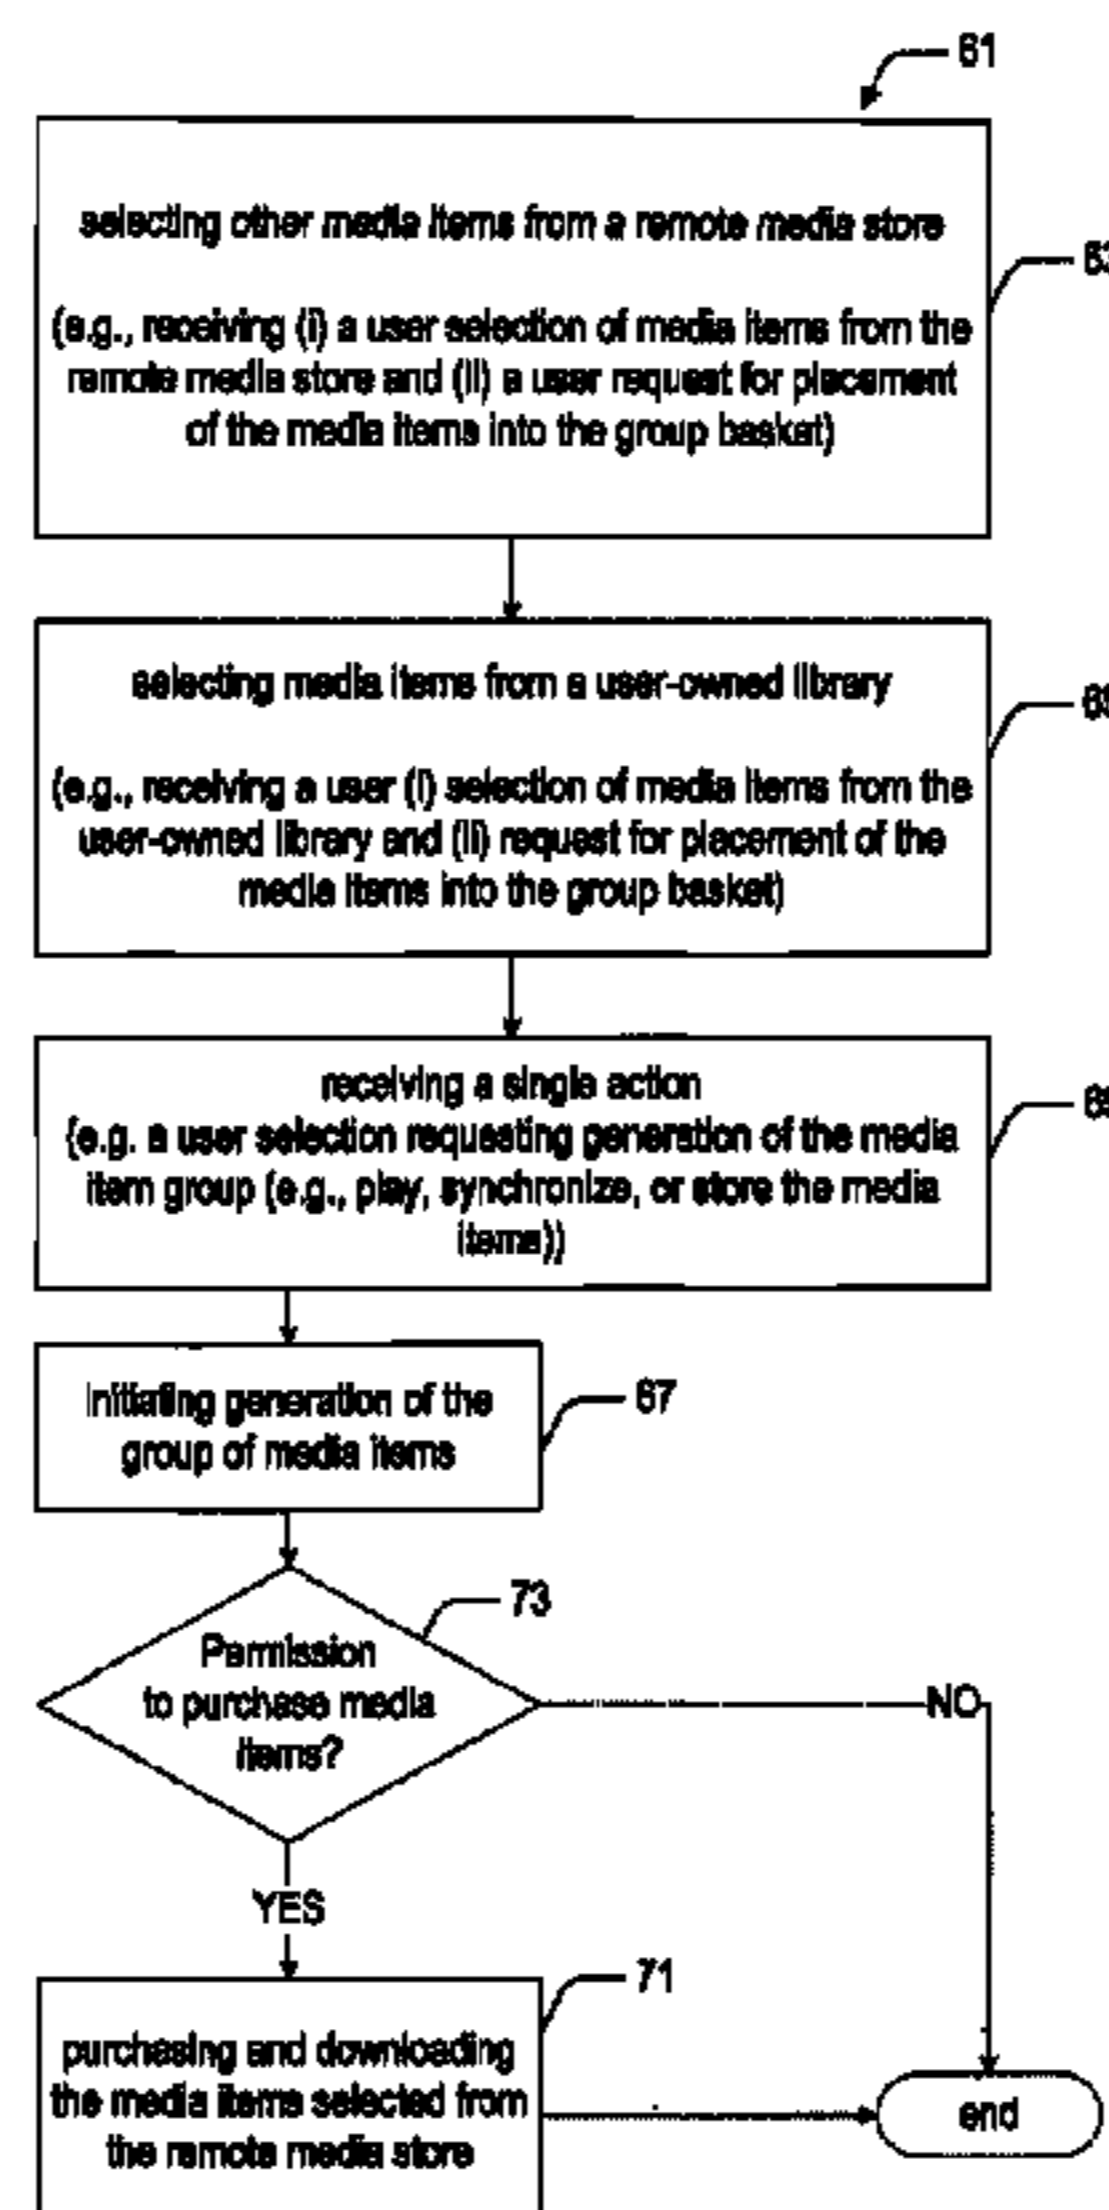 61
selecting other media items from a remote media store
(e.g., receiving (i) a user selection of media items from the
remote media store and (ii) a user request for placement
of the media items into the group basket)
selecting media items from a user-owned library
(e.g., receiving a user (i) selection of media items from the
user-owned library and (ii) request for placement of the
media items into the group basket)
receiving a single action
(e.g. a user selection requesting generation of the media
item group (e.g., play, synchronize, or store the media
items))
initiating generation of the
group of media items
67
73
Permission
to purchase media
items?
NO
YES
71
purchasing and downloading
the media items selected from
the remote media store
end